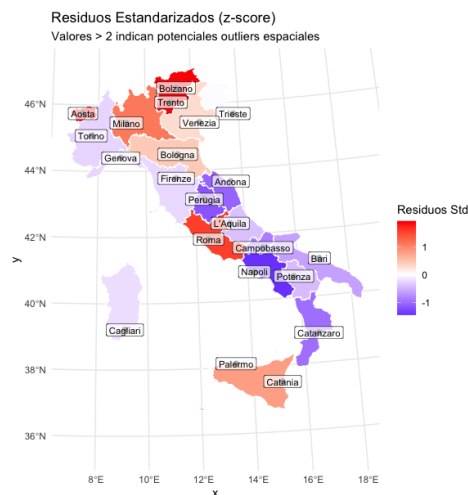 Residuos Estandarizados (z-score)
Valores > 2 indican potenciales outliers espaciales
46°N
44°N
42°N
40°N
38°N
36°N
y
Bolzano
Trento
Aosta
Milano
Trieste
Venezia
Torino
Genova
Bologna
Firenze
Ancona
Perugia
L'Aquila
Roma
Campobasso
Bari
Napoli
Potenza
Cagliari
Catanzaro
Palermo
Catania
Residuos Std
1
0
-1
8°E 10°E 12°E 14°E 16°E 18°E
x